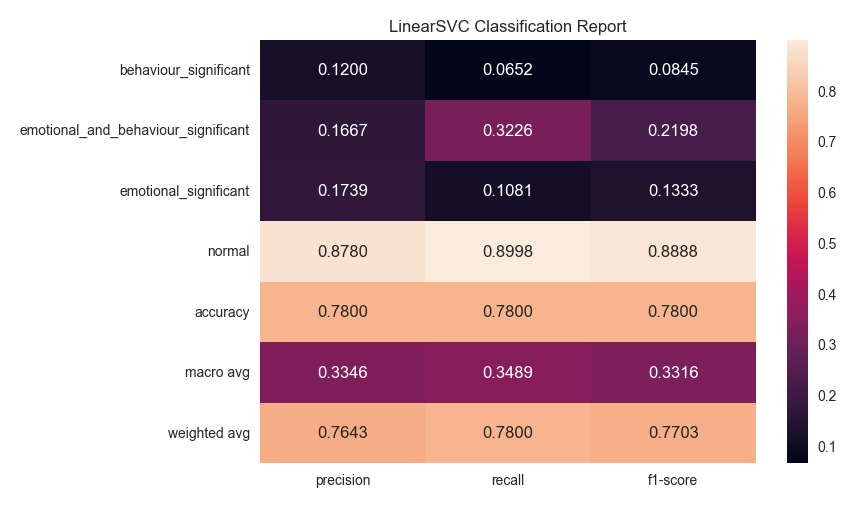 LinearSVC Classification Report
behaviour_significant 0.1200 0.0652 0.0845
emotional_and_behaviour_significant 0.1667 0.3226 0.2198
emotional_significant 0.1739 0.1081 0.1333
normal 0.8780 0.8998 0.8888
accuracy 0.7800 0.7800 0.7800
macro avg 0.3346 0.3489 0.3316
weighted avg 0.7643 0.7800 0.7703
precision recall f1-score
0.8
0.7
0.6
0.5
0.4
0.3
0.2
0.1